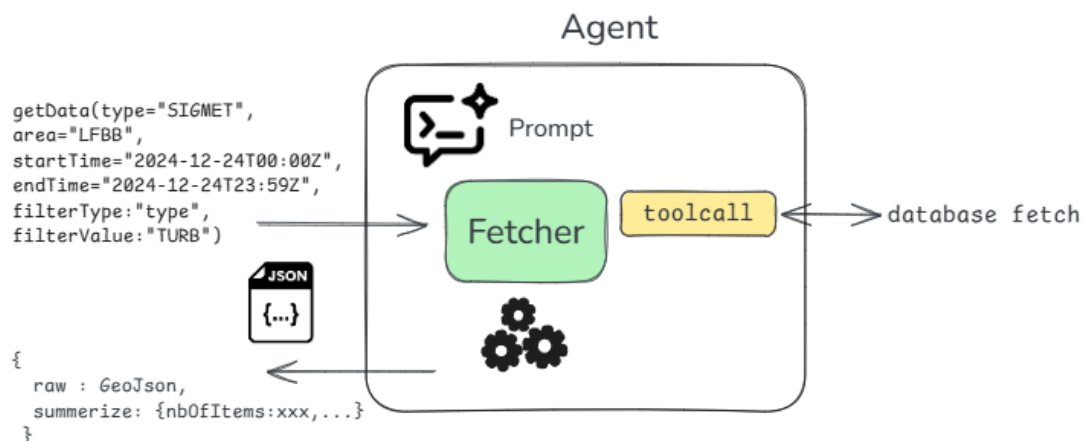 Agent
getData(type="SIGMET",
area="LFBB",
startTime="2024-12-24T00:00Z",
endTime="2024-12-24T23:59Z",
filterType:"type",
filterValue:"TURB")
Prompt
Fetcher
toolcall
database fetch
JSON
{...}
{
raw : GeoJson,
summerize: {nbOfItems:xxx,...}
}